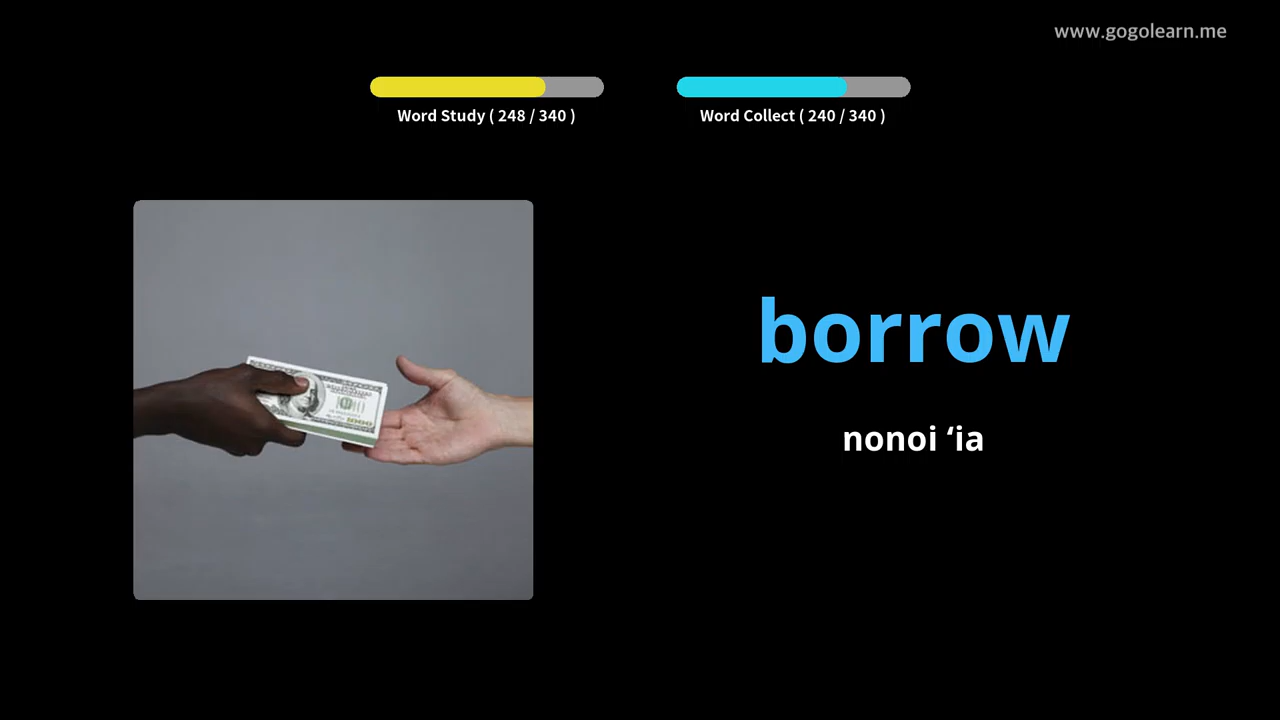 www.gogolearn.me
Word Study ( 248 / 340 )
Word Collect ( 240 / 340 )
borrow
nonoi ‘ia